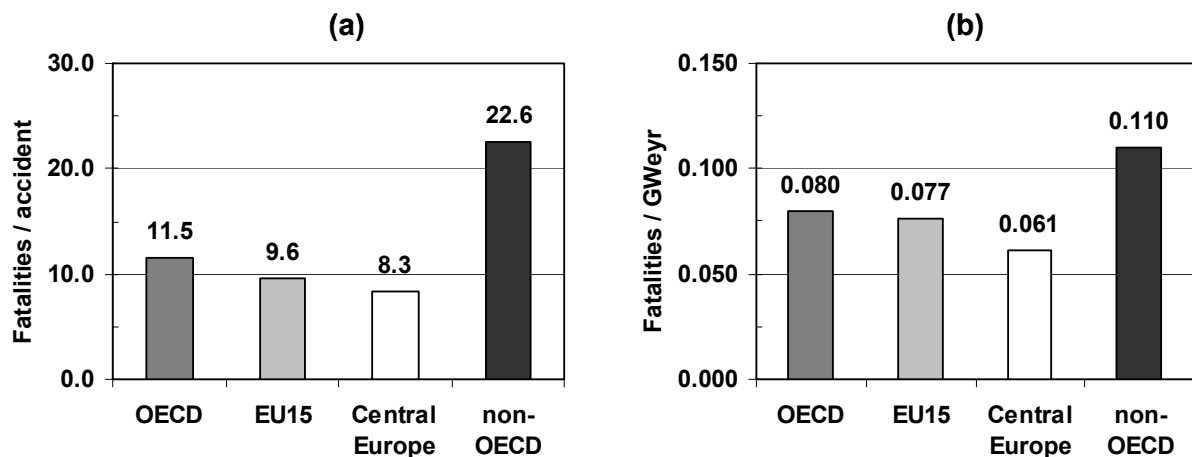 (a)
Fatalities / accident
30.0
20.0
10.0
0.0
11.5
9.6
8.3
22.6
OECD
EU15
Central
Europe
non-
OECD
(b)
Fatalities / GWeyr
0.150
0.100
0.050
0.000
0.080
0.077
0.061
0.110
OECD
EU15
Central
Europe
non-
OECD